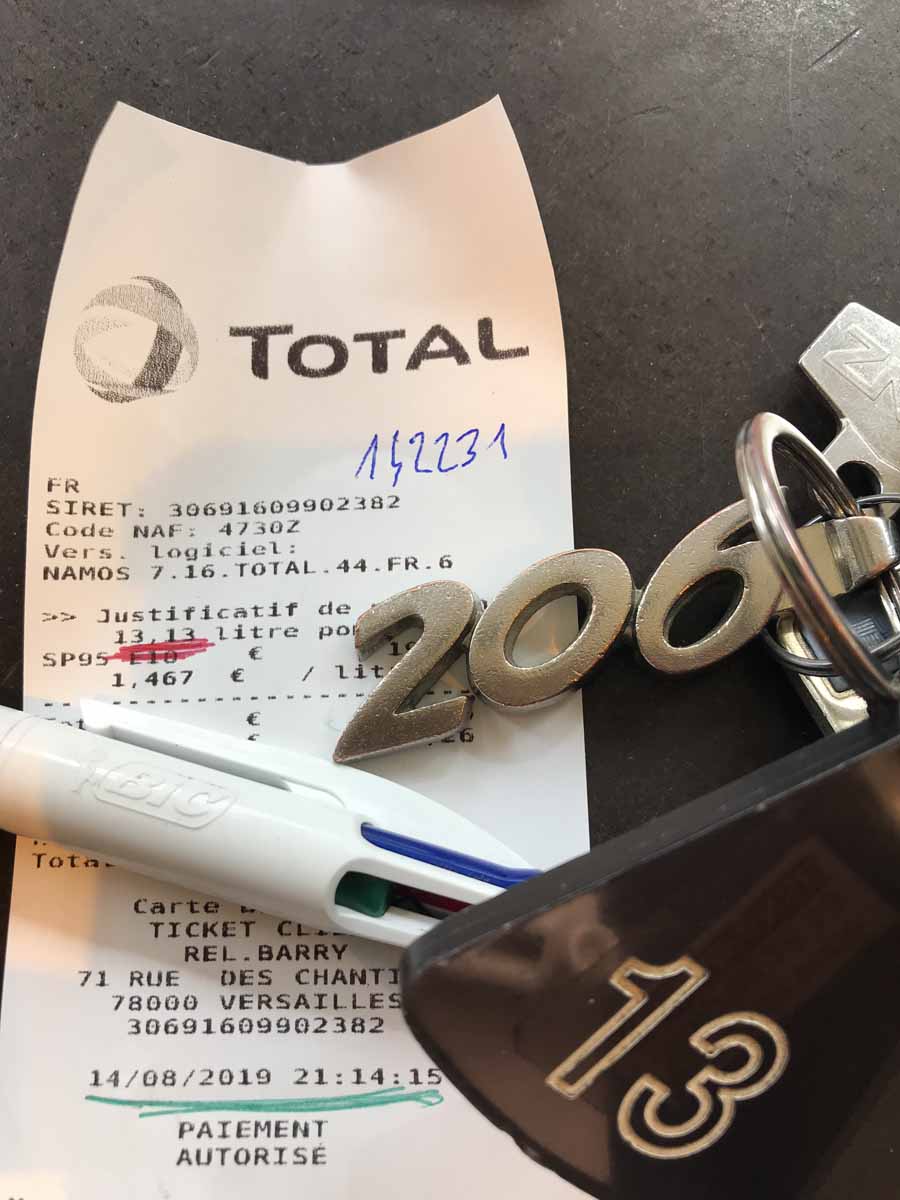 TOTAL
142231
FR
SIRET: 30691609902382
Code NAF: 4730Z
Vers. logiciel:
NAMOS 7.16.TOTAL.44.FR.6
>> Justificatif de
13,13 litre
SP95 E10 €
1,467 € / lit
€
€ 26
206
BIC
Total
Carte
TICKET
REL.BARRY
71 RUE DES CHANTI
78000 VERSAILLES
30691609902382
14/08/2019 21:14:15
PAIEMENT
AUTORISÉ
13